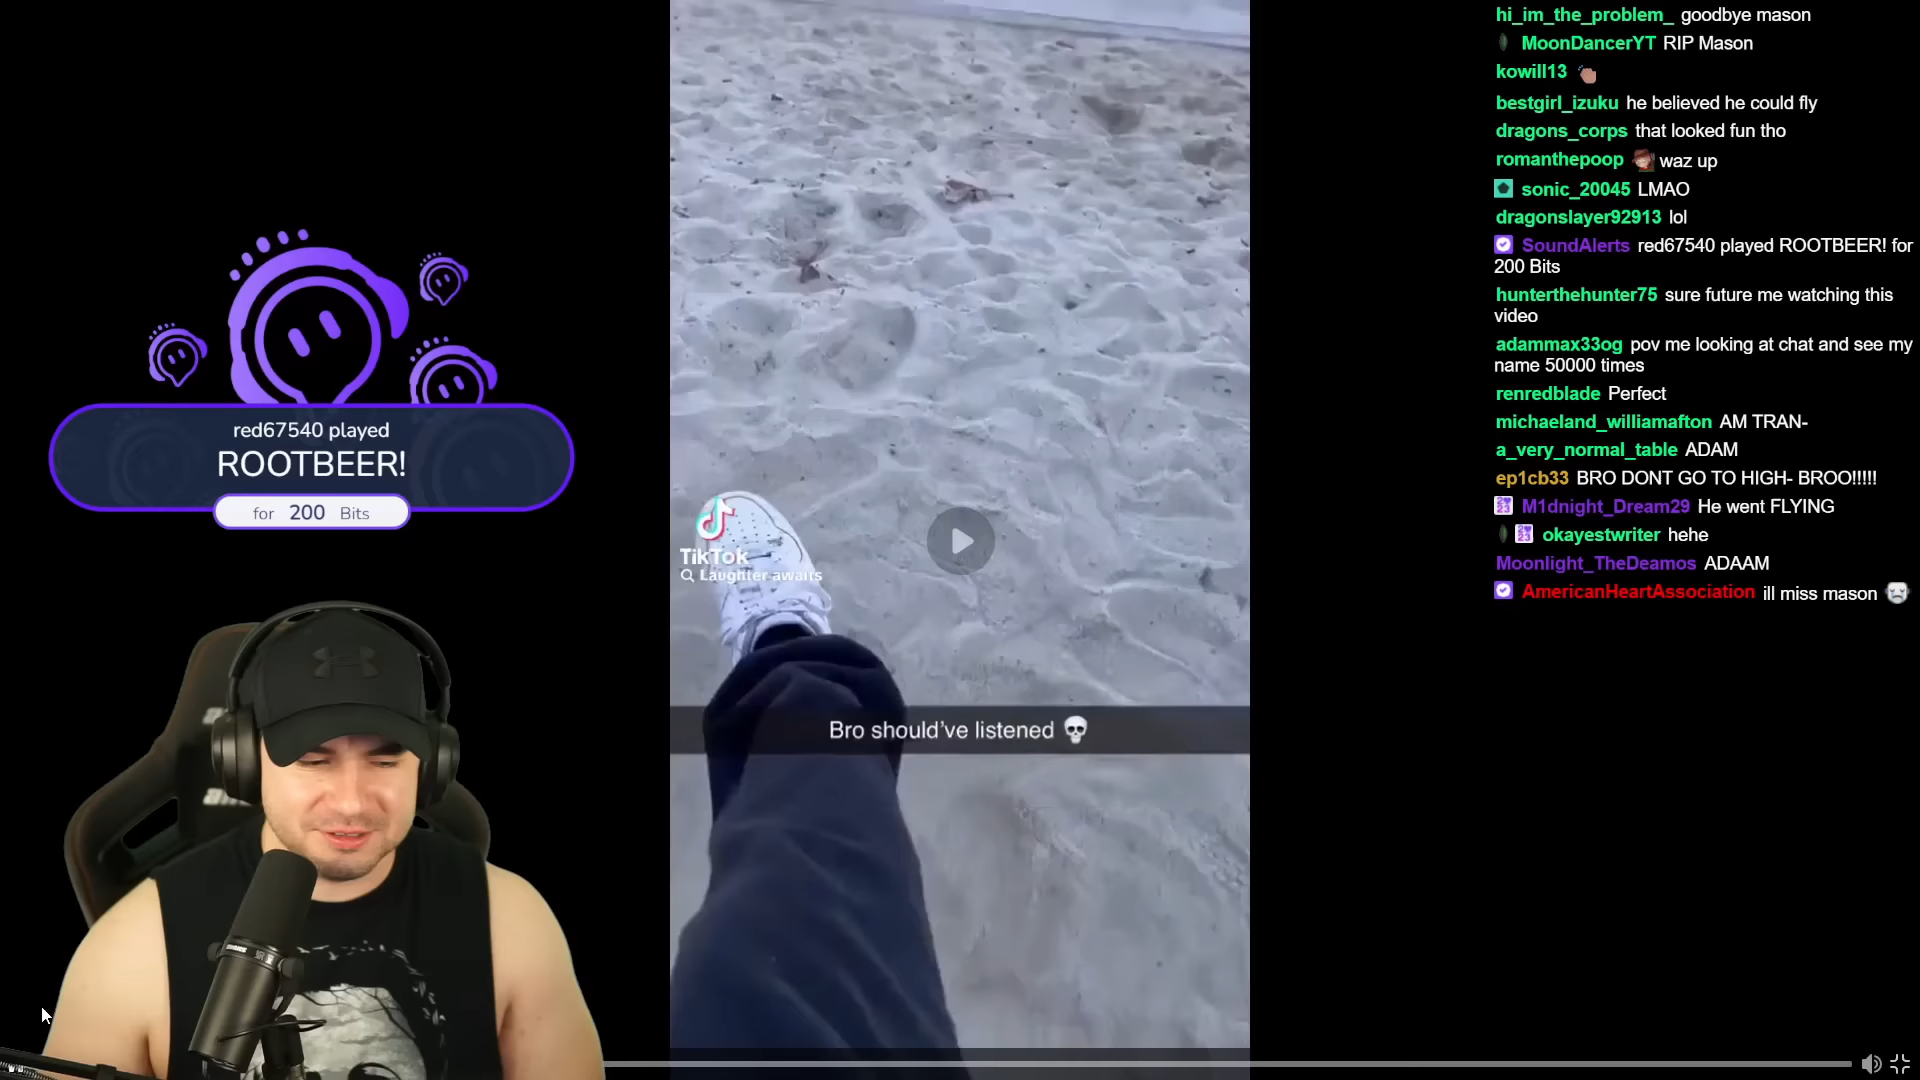 hi_im_the_problem_ goodbye mason
MoonDancerYT RIP Mason
kowill13
bestgirl_izuku he believed he could fly
dragons_corps that looked fun tho
romanthepoop waz up
sonic_20045 LMAO
dragonslayer92913 lol
SoundAlerts red67540 played ROOTBEER! for
200 Bits
hunterthehunter75 sure future me watching this
video
adammax33og pov me looking at chat and see my
name 50000 times
renredblade Perfect
michaeland_williamafton AM TRAN-
a_very_normal_table ADAM
ep1cb33 BRO DONT GO TO HIGH- BROO!!!!!
M1dnight_Dream29 He went FLYING
okayestwriter hehe
Moonlight_TheDeamos ADAAM
AmericanHeartAssociation ill miss mason
red67540 played
ROOTBEER!
for 200 Bits
TikTok
Laughter awaits
Bro should've listened 💀